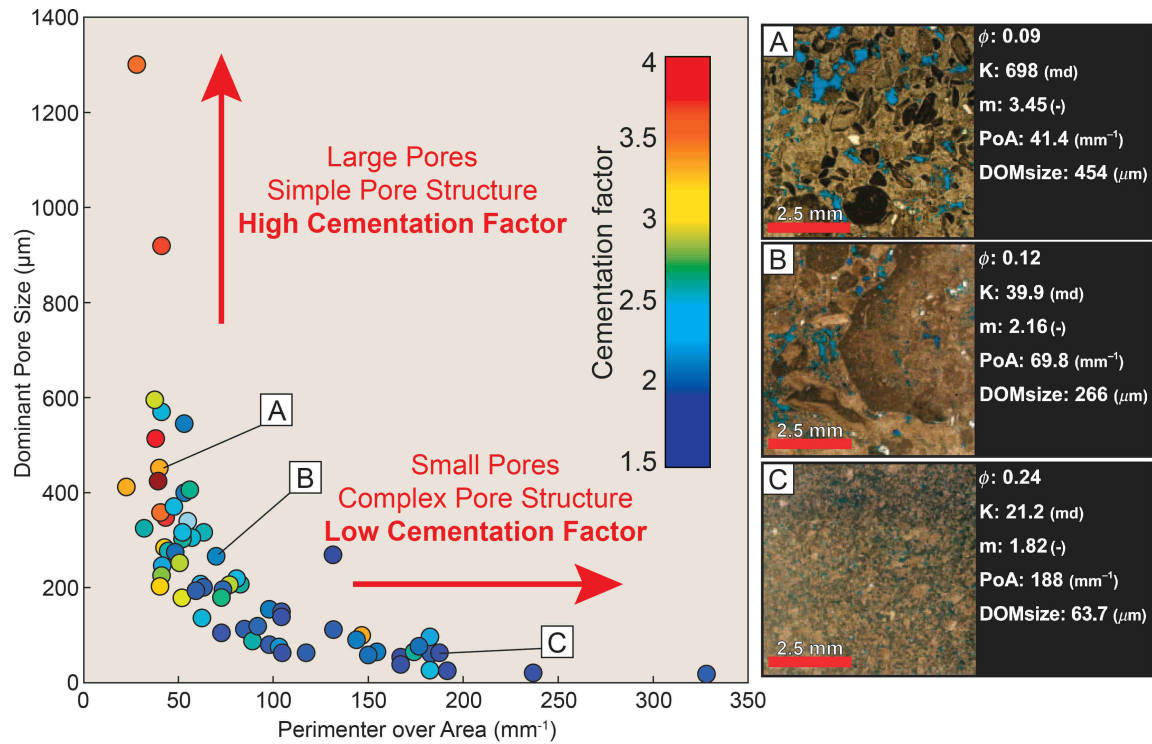 1400
1200
1000
800
600
400
200
0
Dominant Pore Size (µm)
0
50
100
150
200
250
300
350
Perimenter over Area (mm⁻¹)
Large Pores
Simple Pore Structure
High Cementation Factor
Small Pores
Complex Pore Structure
Low Cementation Factor
Cementation factor
4
3.5
3
2.5
2
1.5
A
B
C
A
2.5 mm
ϕ: 0.09
K: 698 (md)
m: 3.45 (-)
PoA: 41.4 (mm⁻¹)
DOMsize: 454 (µm)
B
2.5 mm
ϕ: 0.12
K: 39.9 (md)
m: 2.16 (-)
PoA: 69.8 (mm⁻¹)
DOMsize: 266 (µm)
C
2.5 mm
ϕ: 0.24
K: 21.2 (md)
m: 1.82 (-)
PoA: 188 (mm⁻¹)
DOMsize: 63.7 (µm)